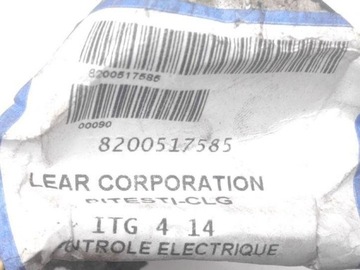 8200517585
00090
8200517585
LEAR CORPORATION
PITESTI-CLG
ITG 4 14
NTROLE ELECTRIQUE